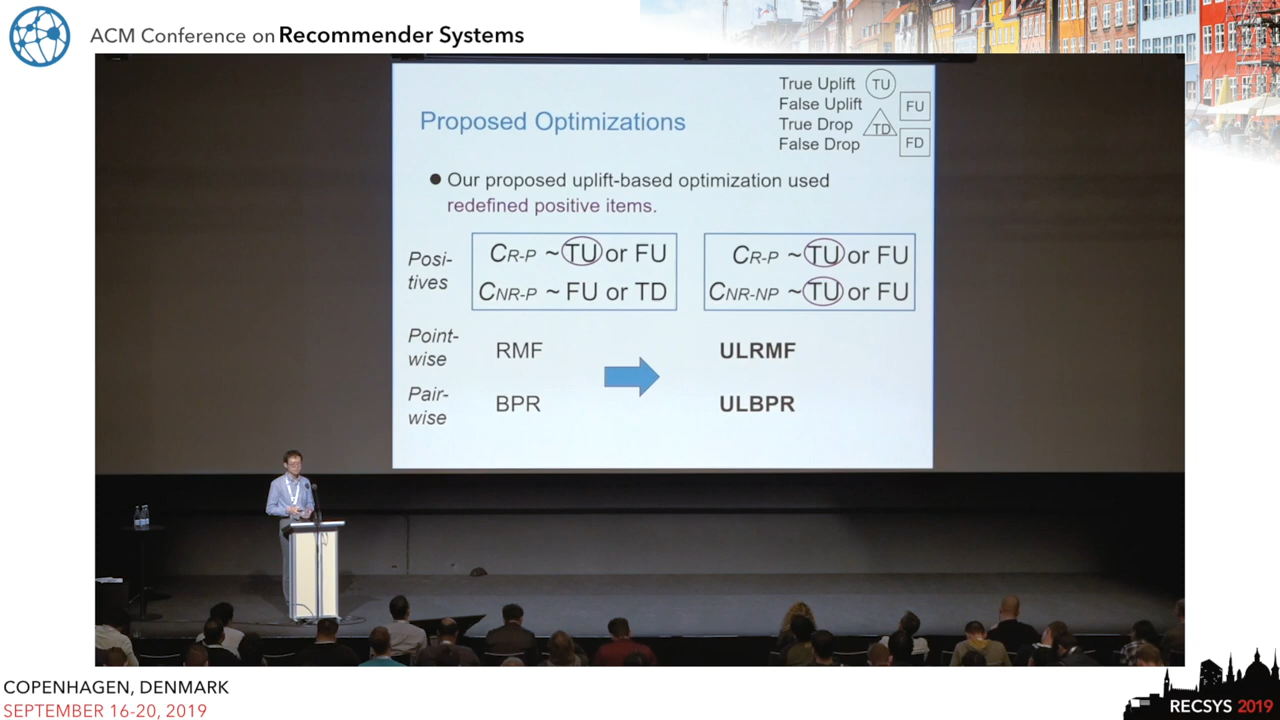 ACM Conference on Recommender Systems
True Uplift TU
False Uplift FU
True Drop TD
False Drop FD
Proposed Optimizations
● Our proposed uplift-based optimization used
redefined positive items.
Posi-
tives
CR-P ~ TU or FU
CNR-P ~ FU or TD
CR-P ~ TU or FU
CNR-NP ~ TU or FU
Point-
wise
RMF
ULRMF
Pair-
wise
BPR
ULBPR
COPENHAGEN, DENMARK
SEPTEMBER 16-20, 2019
RECSYS 2019